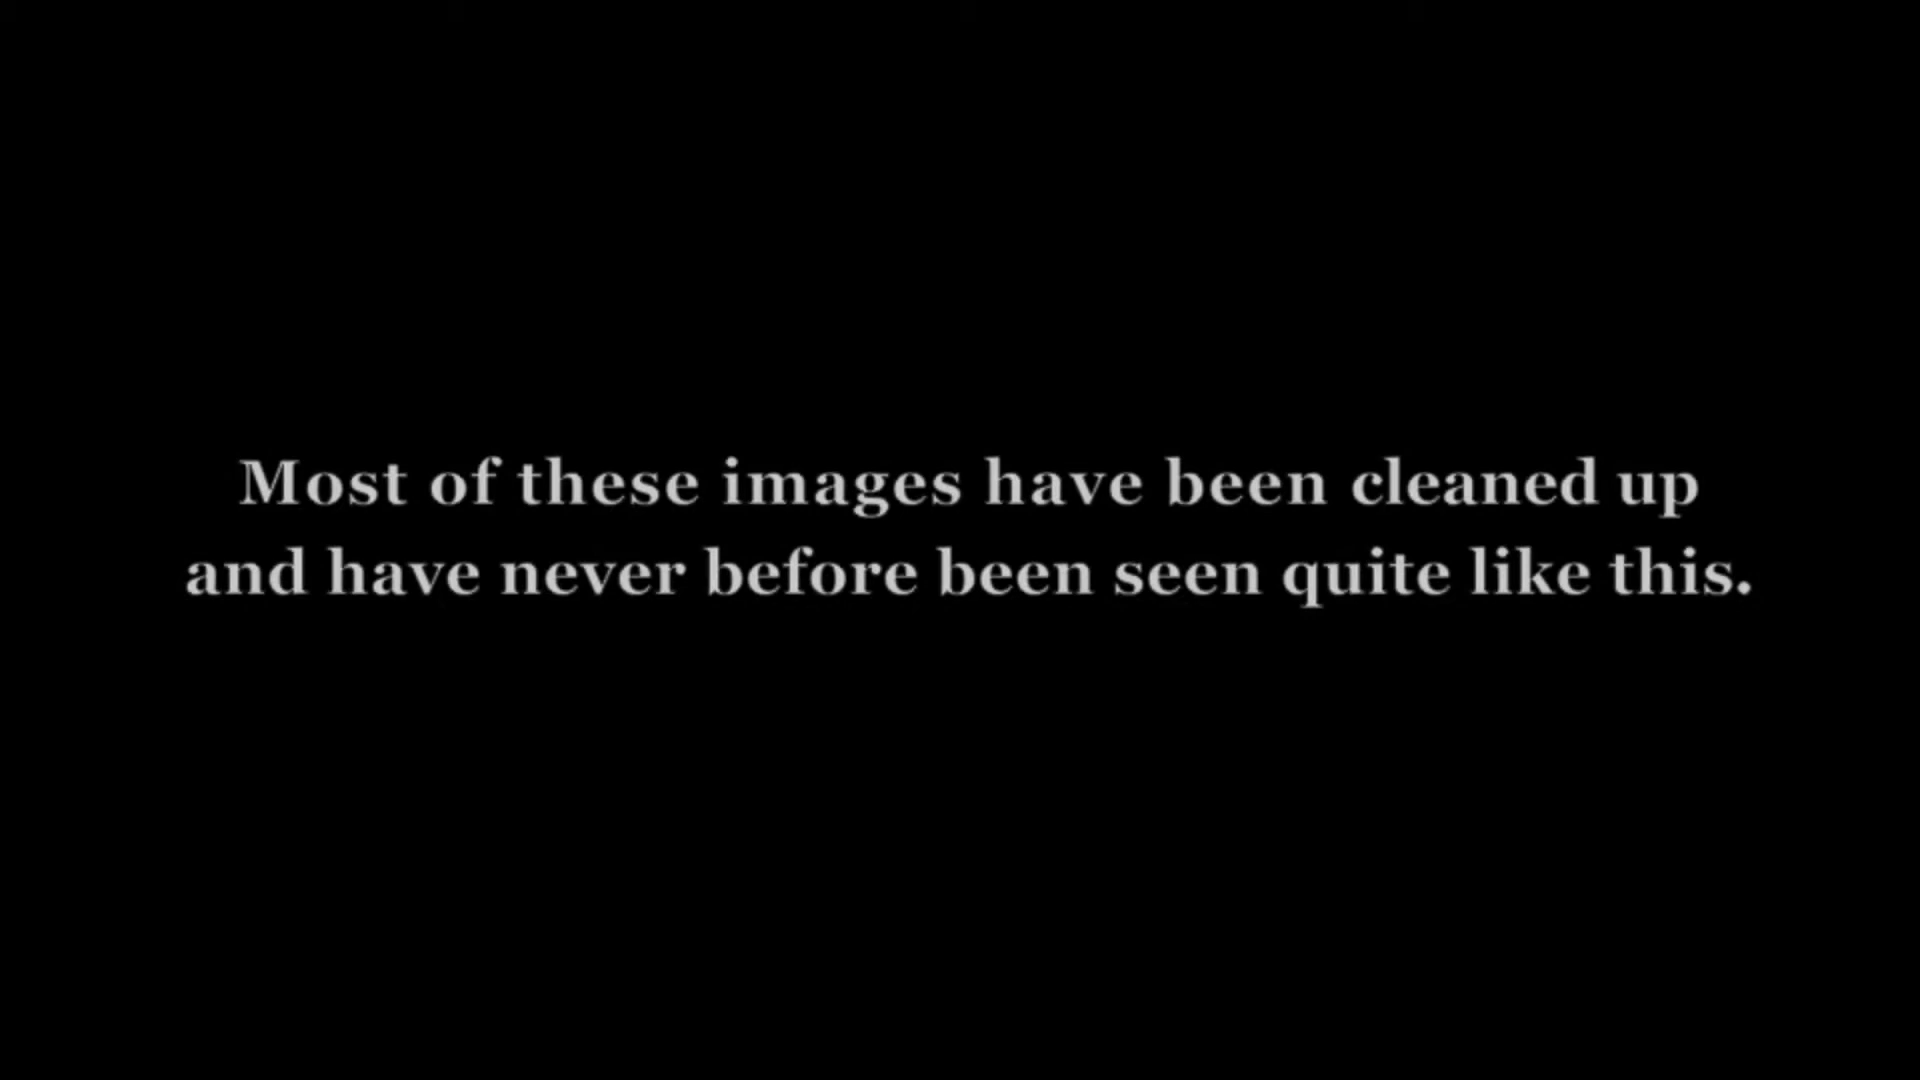 Most of these images have been cleaned up
and have never before been seen quite like this.